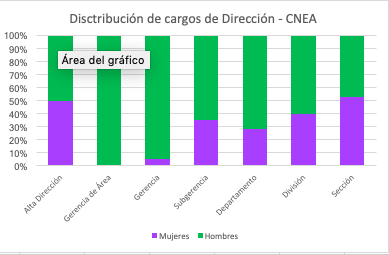 Disctribución de cargos de Dirección - CNEA
100%
90%
80%
70%
60%
50%
40%
30%
20%
10%
0%
Área del gráfico
Alta Dirección
Gerencia de Área
Gerencia
Subgerencia
Departamento
División
Sección
Mujeres
Hombres